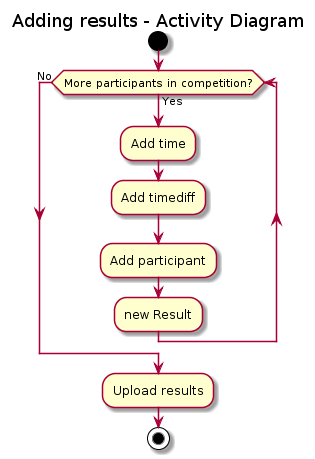 Adding results - Activity Diagram
No
More participants in competition?
Yes
Add time
Add timediff
Add participant
new Result
Upload results